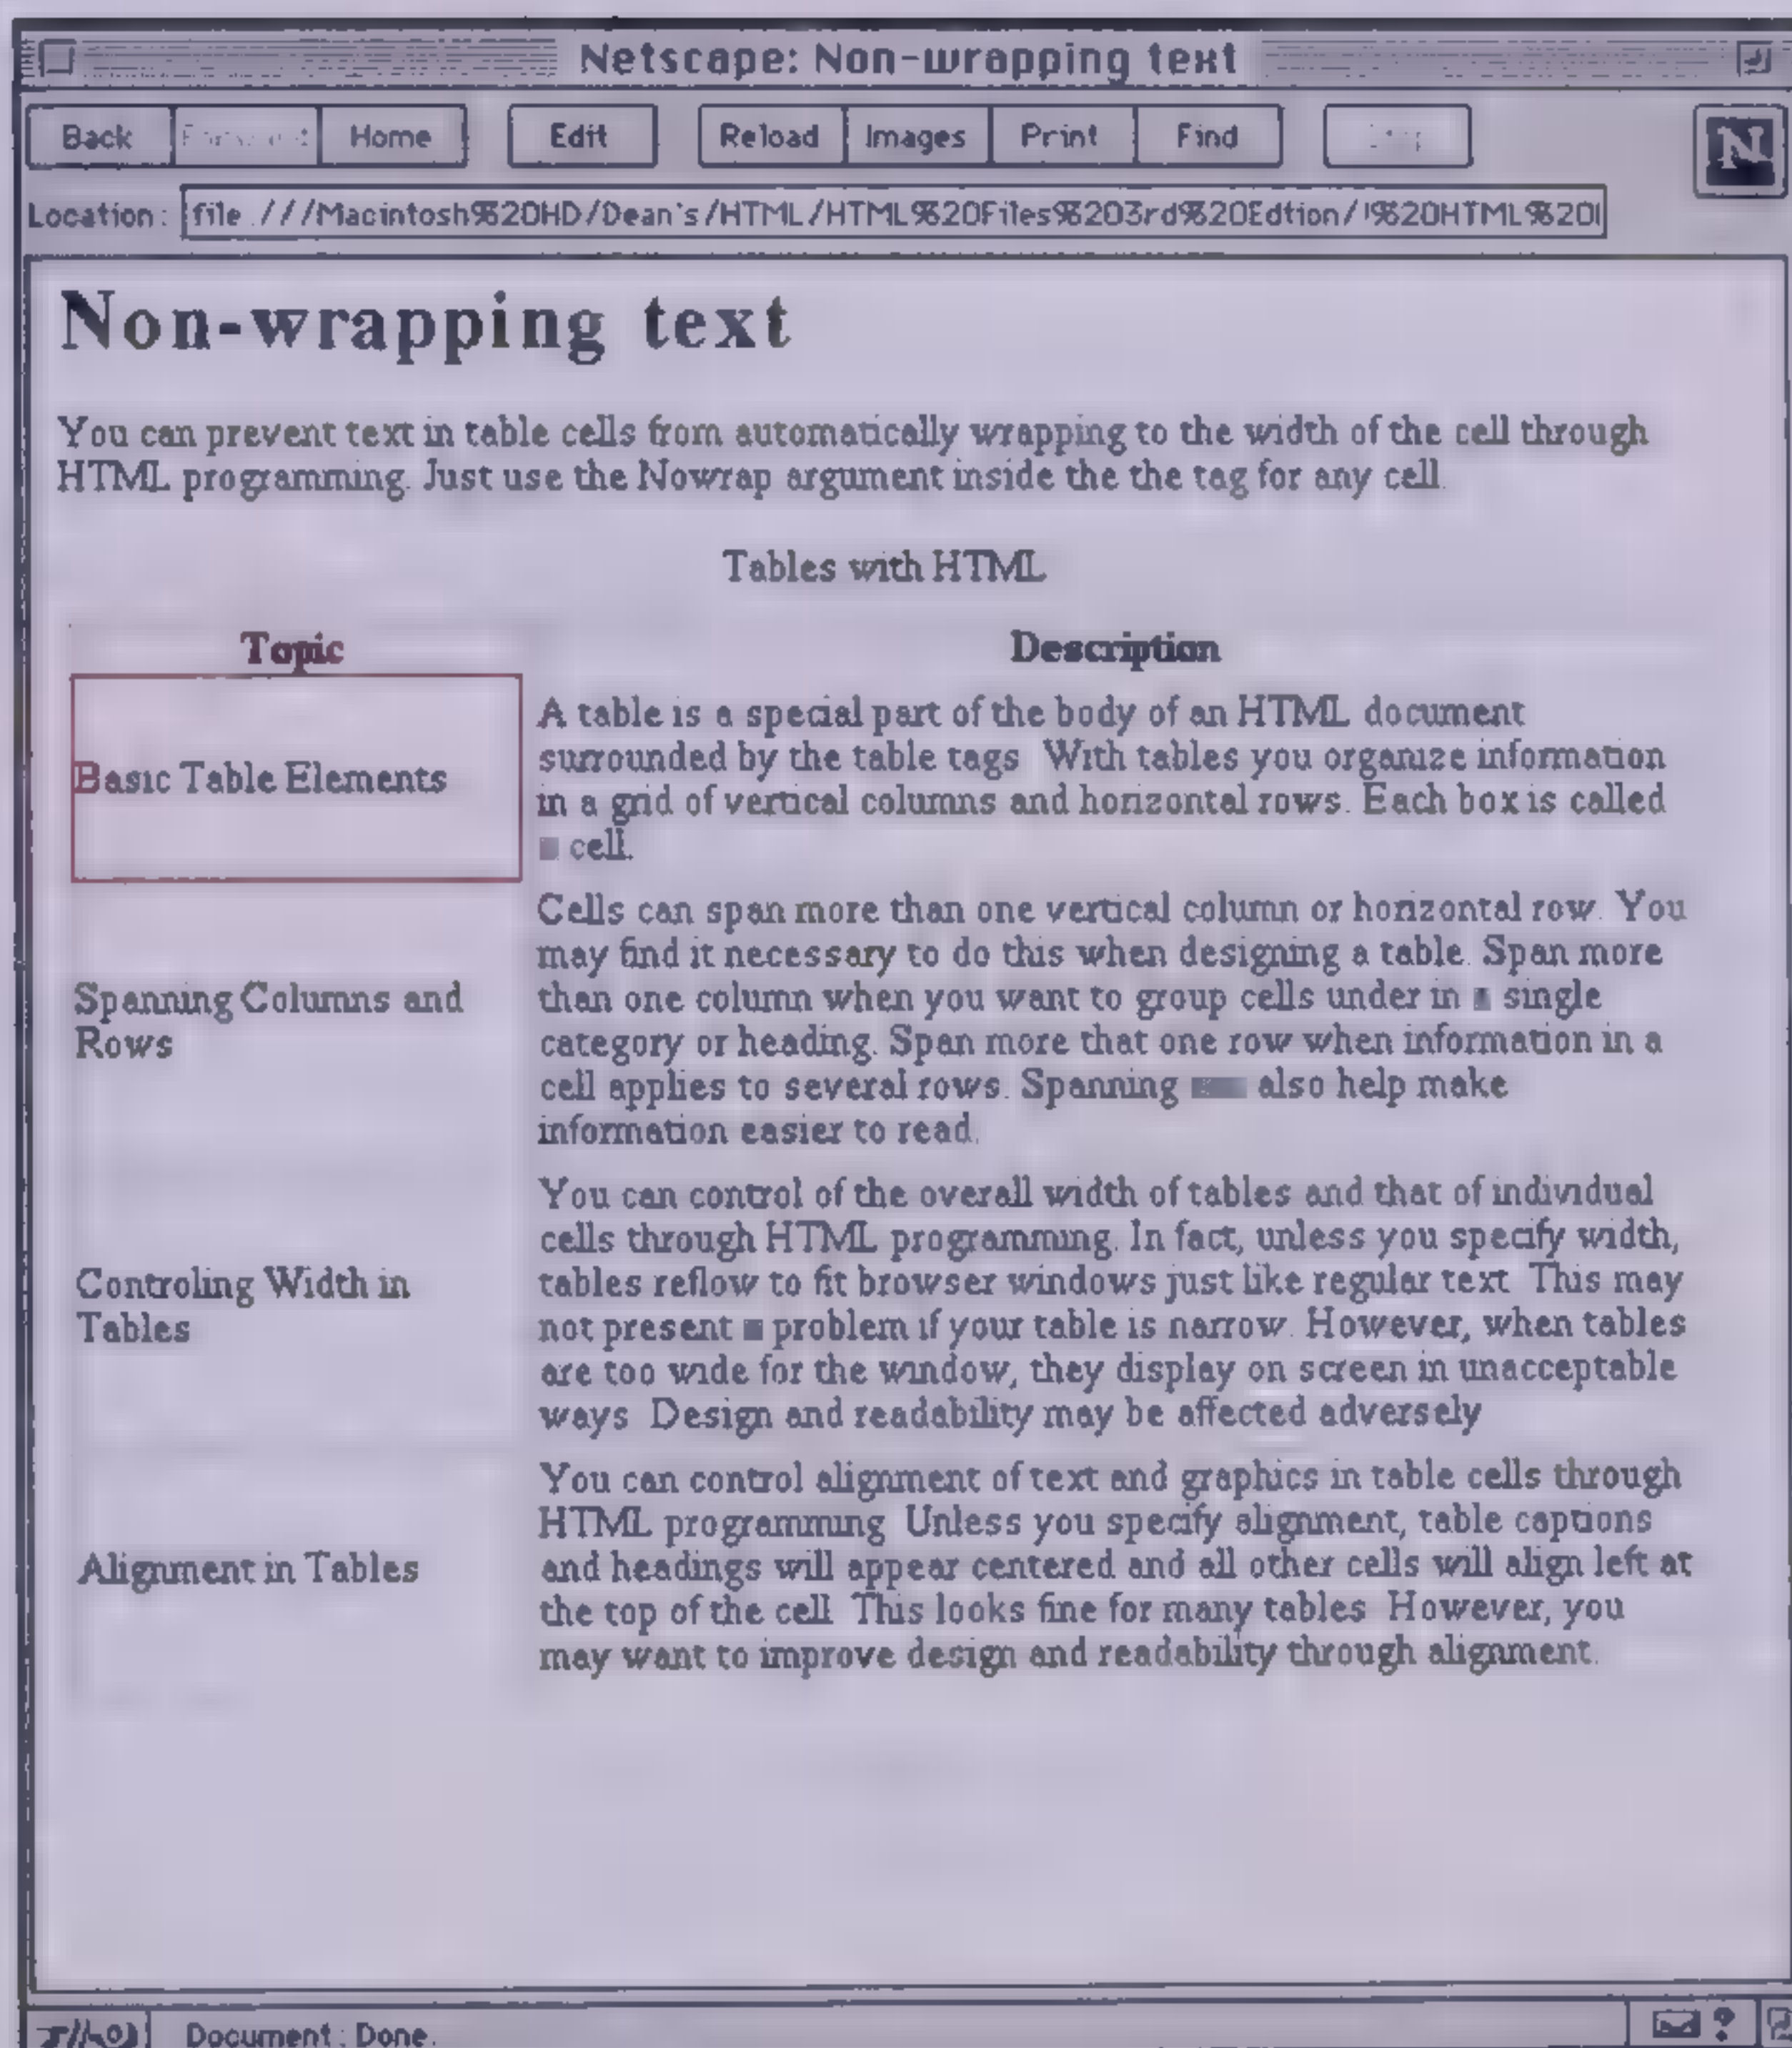 Netscape: Non-wrapping text
Back Home Edit Reload Images Print Find
N
Location: file:///Macintosh%20HD/Dean's/HTML/HTML%20Files%203rd%20Edtion/!%20HTML%20
Non-wrapping text
You can prevent text in table cells from automatically wrapping to the width of the cell through
HTML programming. Just use the Nowrap argument inside the the tag for any cell.
Tables with HTML
Topic Description
Basic Table Elements
A table is a special part of the body of an HTML document
surrounded by the table tags. With tables you organize information
in a grid of vertical columns and horizontal rows. Each box is called
cell.
Spanning Columns and
Rows
Cells can span more than one vertical column or horizontal row. You
may find it necessary to do this when designing a table. Span more
than one column when you want to group cells under in single
category or heading. Span more that one row when information in a
cell applies to several rows. Spanning also help make
information easier to read.
Controling Width in
Tables
You can control of the overall width of tables and that of individual
cells through HTML programming. In fact, unless you specify width,
tables reflow to fit browser windows just like regular text. This may
not present problem if your table is narrow. However, when tables
are too wide for the window, they display on screen in unacceptable
ways. Design and readability may be affected adversely
Alignment in Tables
You can control alignment of text and graphics in table cells through
HTML programming. Unless you specify alignment, table captions
and headings will appear centered and all other cells will align left at
the top of the cell. This looks fine for many tables. However, you
may want to improve design and readability through alignment.
Document: Done.
?